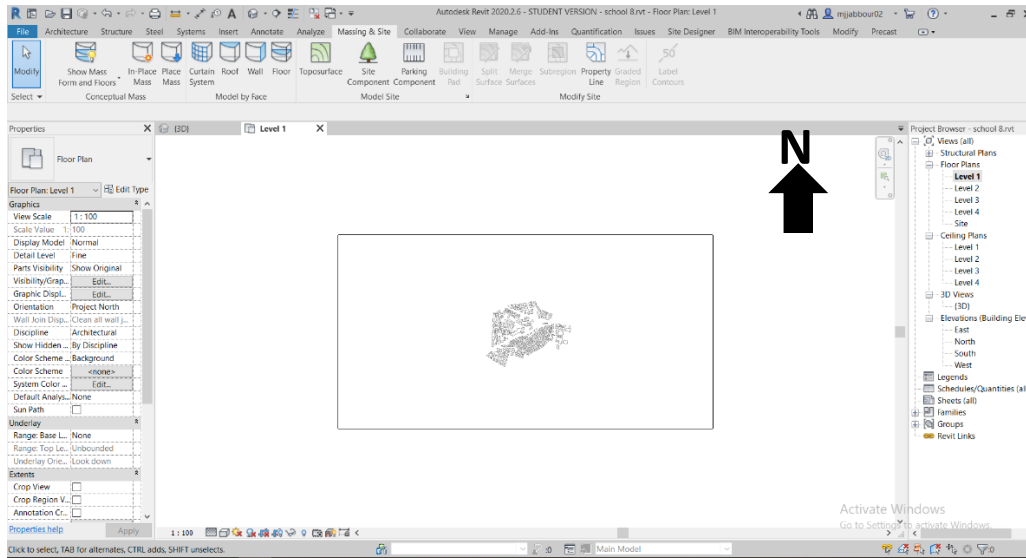 Autodesk Revit 2020.2.6 - STUDENT VERSION - school 8.rvt - Floor Plan: Level 1
mjjabbour02
File Architecture Structure Steel Systems Insert Annotate Analyze Massing & Site Collaborate View Manage Add-Ins Quantification Issues Site Designer BIM Interoperability Tools Modify Precast
Modify
Show Mass Form and Floors
In-Place Mass
Place Mass
Curtain System
Roof
Wall
Floor
Toposurface
Site Component
Parking Component
Building Pad
Split Surface
Merge Surfaces
Subregion
Property Line
Graded Region
Label Contours
Select
Conceptual Mass
Model by Face
Model Site
Modify Site
Properties
Floor Plan
Floor Plan: Level 1
Edit Type
Graphics
View Scale 1 : 100
Scale Value 1: 100
Display Model Normal
Detail Level Fine
Parts Visibility Show Original
Visibility/Grap... Edit...
Graphic Displ... Edit...
Orientation Project North
Wall Join Disp... Clean all wall j...
Discipline Architectural
Show Hidden ... By Discipline
Color Scheme ... Background
Color Scheme <none>
System Color ... Edit...
Default Analys... None
Sun Path
Underlay
Range: Base L... None
Range: Top Le... Unbounded
Underlay Orie... Look down
Extents
Crop View
Crop Region V...
Annotation Cr...
Properties help
Apply
{3D}
Level 1
N
1 : 100
Project Browser - school 8.rvt
Views (all)
Structural Plans
Floor Plans
Level 1
Level 2
Level 3
Level 4
Site
Ceiling Plans
Level 1
Level 2
Level 3
Level 4
3D Views
{3D}
Elevations (Building Ele
East
North
South
West
Legends
Schedules/Quantities (al
Sheets (all)
Families
Groups
Revit Links
Activate Windows
Go to Settings to activate Windows.
Click to select, TAB for alternates, CTRL adds, SHIFT unselects.
:0
Main Model
:0